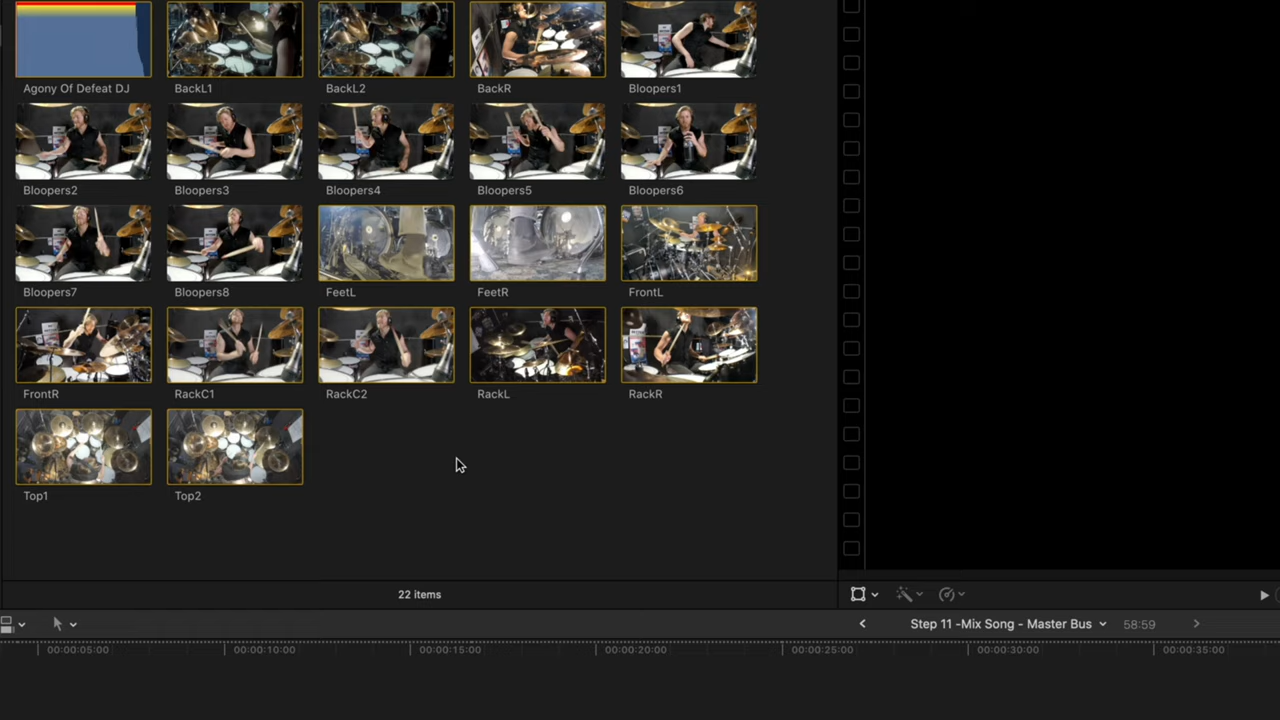 Agony Of Defeat DJ BackL1 BackL2 BackR Bloopers1
Bloopers2 Bloopers3 Bloopers4 Bloopers5 Bloopers6
Bloopers7 Bloopers8 FeetL FeetR FrontL
FrontR RackC1 RackC2 RackL RackR
Top1 Top2
22 items
Step 11 -Mix Song - Master Bus 58:59
00:00:05:00 00:00:10:00 00:00:15:00 00:00:20:00 00:00:25:00 00:00:30:00 00:00:35:00